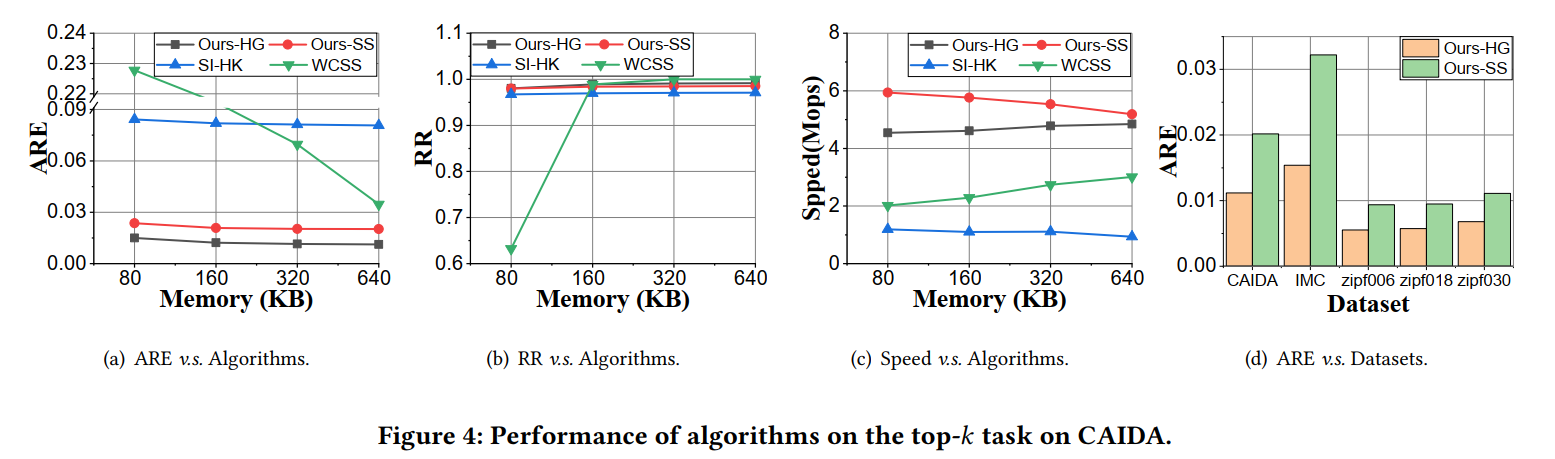 0.24
0.23
0.22
0.09
0.06
0.03
0.00
ARE
Ours-HG Ours-SS
SI-HK WCSS
80 160 320 640
Memory (KB)
(a) ARE v.s. Algorithms.
1.1
1.0
0.9
0.8
0.7
0.6
RR
Ours-HG Ours-SS
SI-HK WCSS
80 160 320 640
Memory (KB)
(b) RR v.s. Algorithms.
8
6
4
2
0
Spped(Mops)
Ours-HG Ours-SS
SI-HK WCSS
80 160 320 640
Memory (KB)
(c) Speed v.s. Algorithms.
0.03
0.02
0.01
0.00
ARE
Ours-HG
Ours-SS
CAIDA IMC zipf006 zipf018 zipf030
Dataset
(d) ARE v.s. Datasets.
Figure 4: Performance of algorithms on the top-k task on CAIDA.